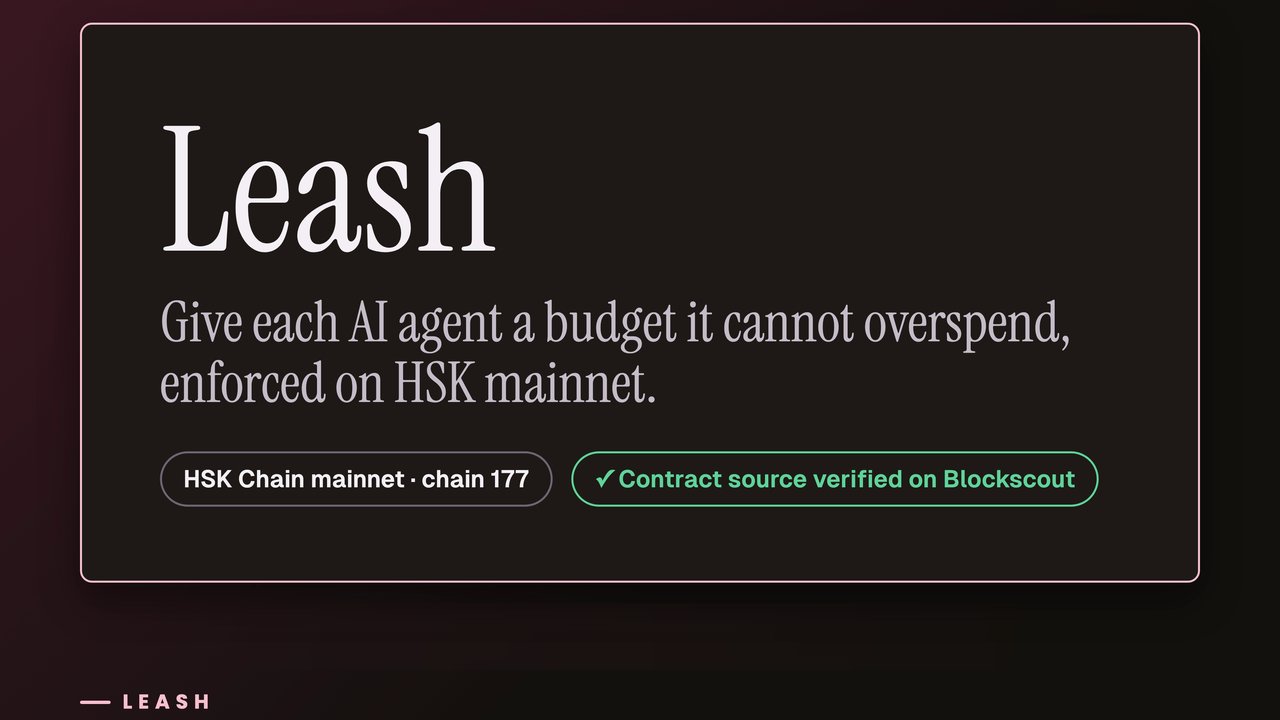 Leash
Give each AI agent a budget it cannot overspend,
enforced on HSK mainnet.
HSK Chain mainnet · chain 177
✓ Contract source verified on Blockscout
LEASH